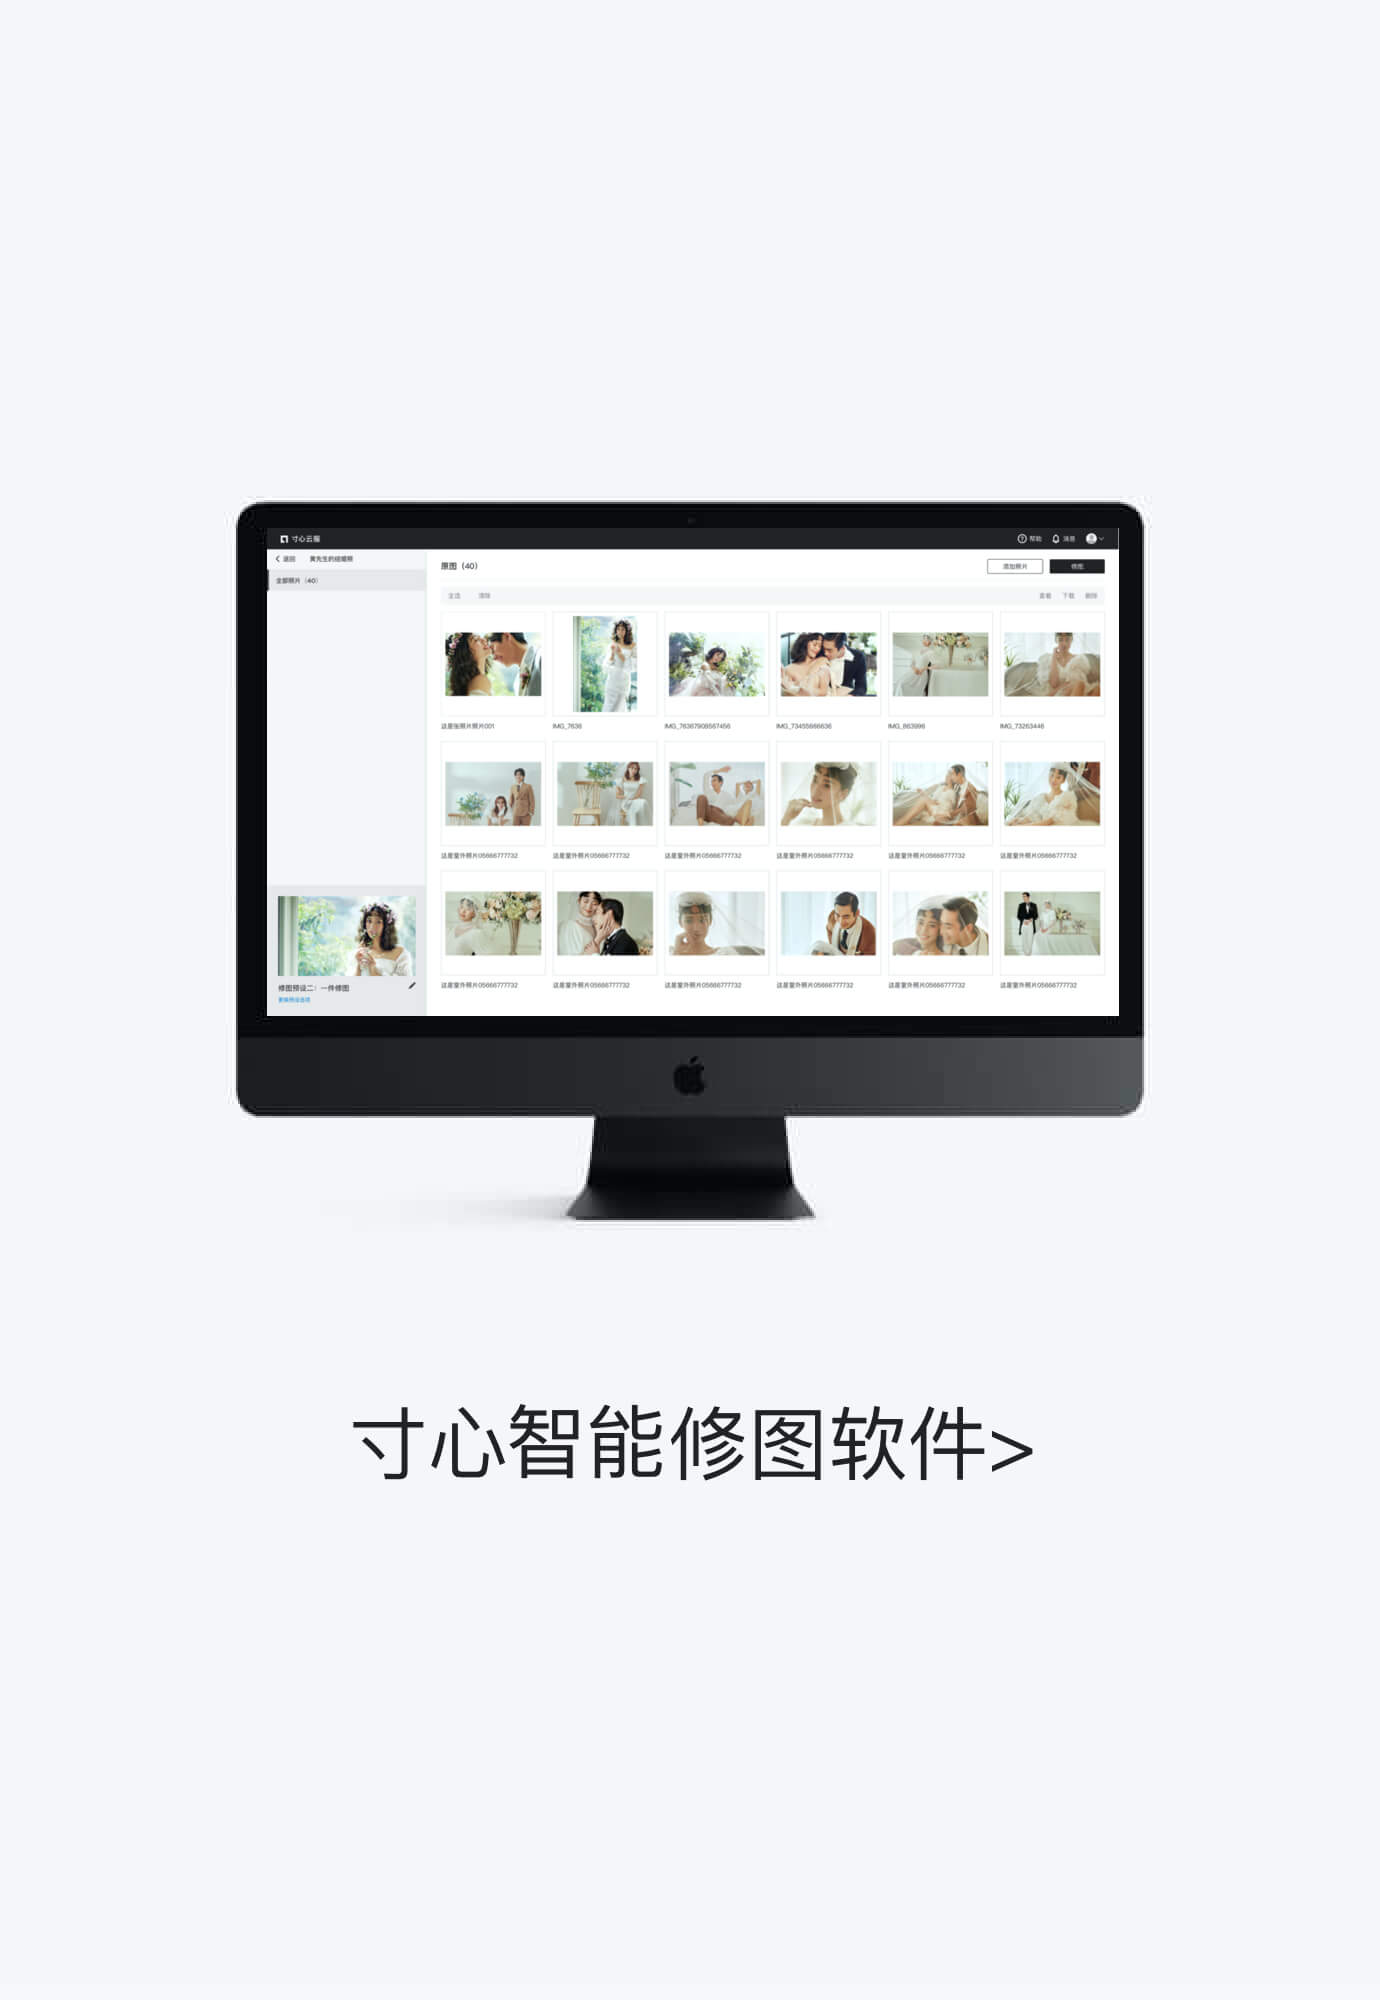 寸心云服
帮助 消息
返回 黄先生的结婚照
全部照片（40）
原图（40）
添加照片 修图
全选 清除 查看 下载 删除
这是张照片照片001 IMG_7636 IMG_76367909567456 IMG_73455666636 IMG_863996 IMG_73263446
这是室外照片05666777732 这是室外照片05666777732 这是室外照片05666777732 这是室外照片05666777732 这是室外照片05666777732 这是室外照片05666777732
这是室外照片05666777732 这是室外照片05666777732 这是室外照片05666777732 这是室外照片05666777732 这是室外照片05666777732 这是室外照片05666777732
修图预设二：一件修图
更换预设选项
寸心智能修图软件>